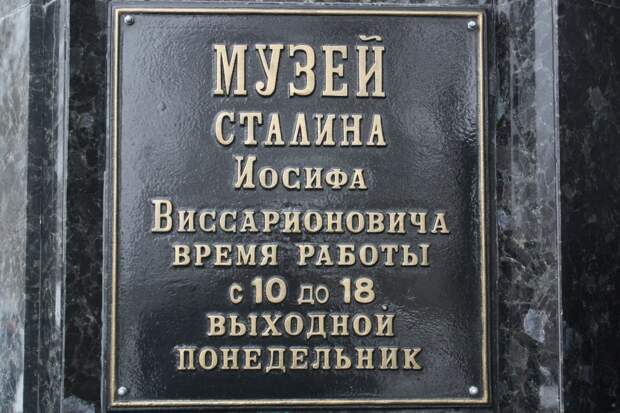 МУЗЕЙ
СТАЛИНА
ИОСИФА
ВИССАРИОНОВИЧА
ВРЕМЯ РАБОТЫ
с 10 до 18
ВЫХОДНОЙ
ПОНЕДЕЛЬНИК